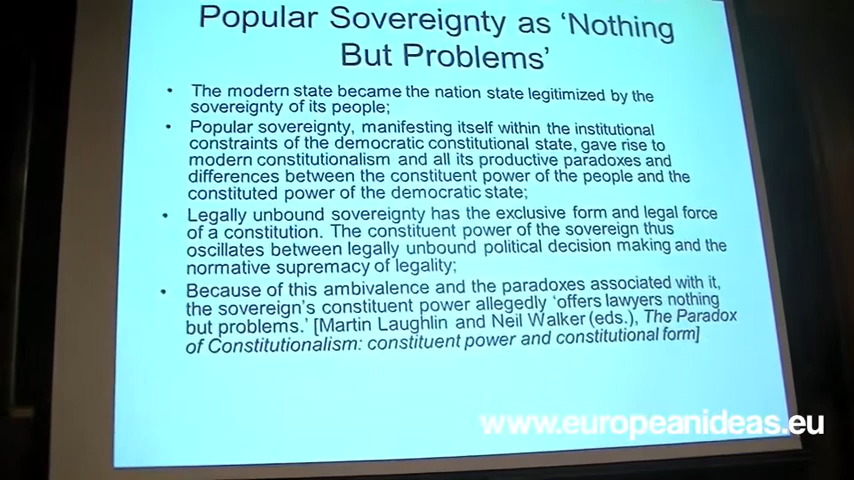 Popular Sovereignty as ‘Nothing
But Problems’
• The modern state became the nation state legitimized by the
sovereignty of its people;
• Popular sovereignty, manifesting itself within the institutional
constraints of the democratic constitutional state, gave rise to
modern constitutionalism and all its productive paradoxes and
differences between the constituent power of the people and the
constituted power of the democratic state;
• Legally unbound sovereignty has the exclusive form and legal force
of a constitution. The constituent power of the sovereign thus
oscillates between legally unbound political decision making and the
normative supremacy of legality;
• Because of this ambivalence and the paradoxes associated with it,
the sovereign’s constituent power allegedly ‘offers lawyers nothing
but problems.’ [Martin Laughlin and Neil Walker (eds.), The Paradox
of Constitutionalism: constituent power and constitutional form]
www.europeanideas.eu